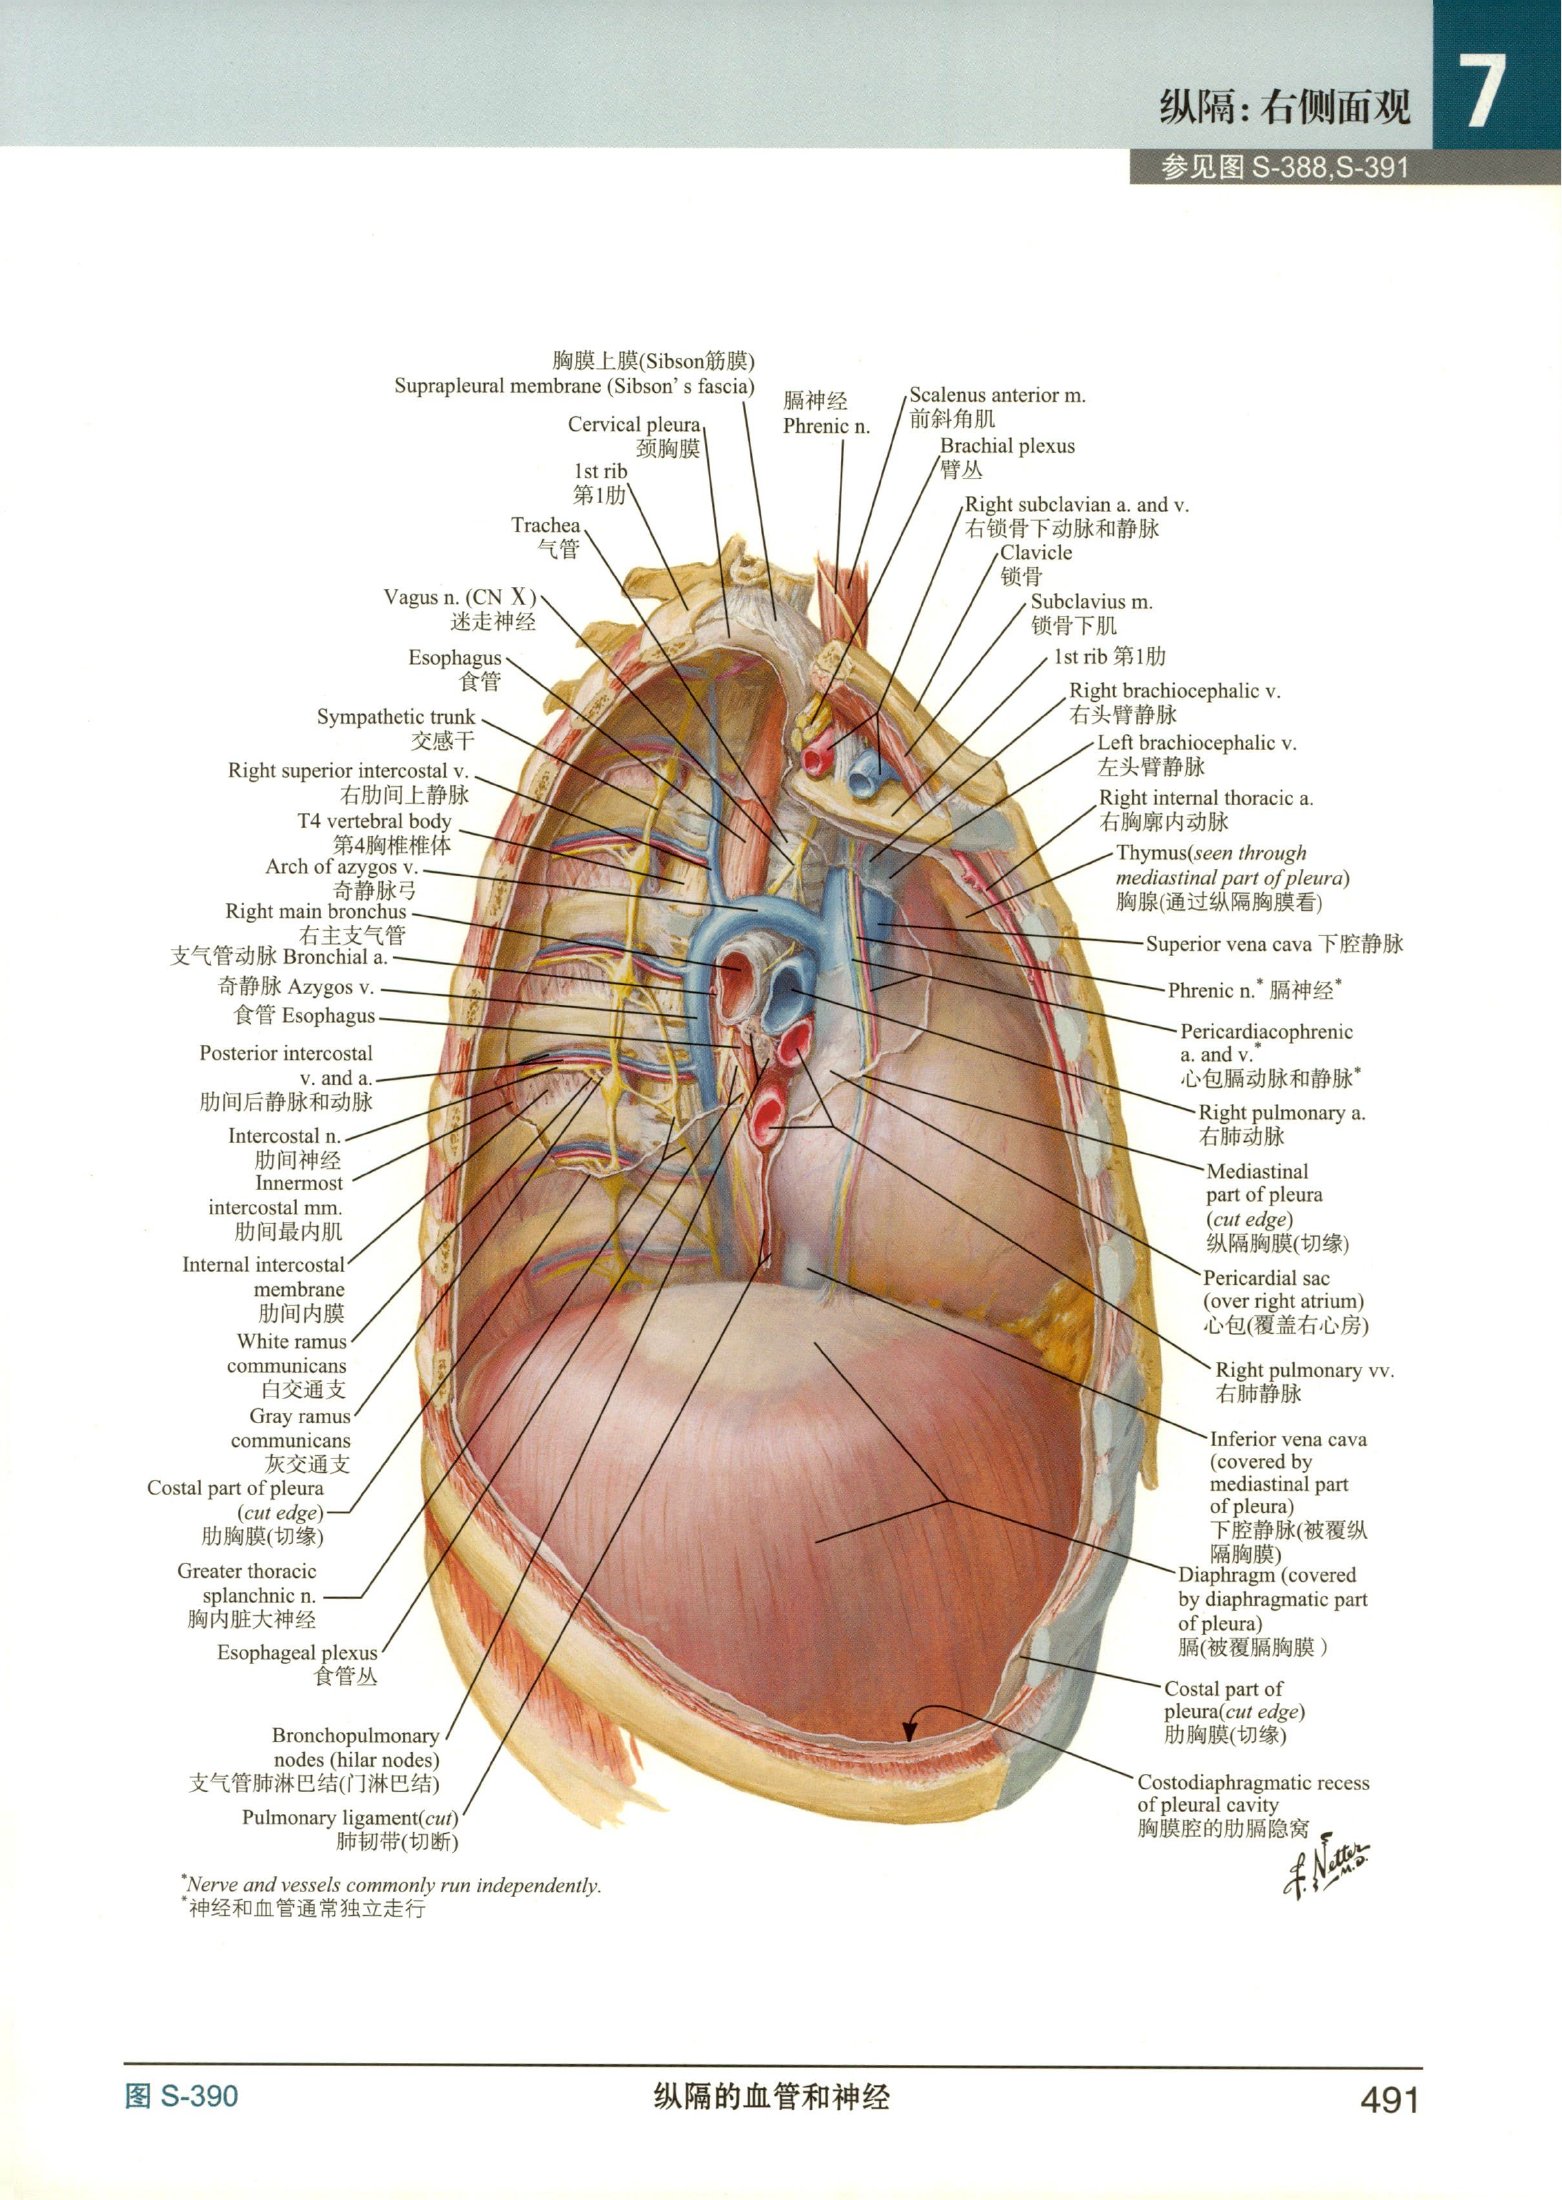 7
纵隔：右侧面观
参见图 S-388,S-391
胸膜上膜(Sibson筋膜)
Suprapleural membrane (Sibson's fascia)
Cervical pleura
颈胸膜
1st rib
第1肋
Trachea
气管
Vagus n. (CN X)
迷走神经
Esophagus
食管
Sympathetic trunk
交感干
Right superior intercostal v.
右肋间上静脉
T4 vertebral body
第4胸椎椎体
Arch of azygos v.
奇静脉弓
Right main bronchus
右主支气管
支气管动脉 Bronchial a.
奇静脉 Azygos v.
食管 Esophagus
Posterior intercostal
v. and a.
肋间后静脉和动脉
Intercostal n.
肋间神经
Innermost
intercostal mm.
肋间最内肌
Internal intercostal
membrane
肋间内膜
White ramus
communicans
白交通支
Gray ramus
communicans
灰交通支
Costal part of pleura
(cut edge)
肋胸膜(切缘)
Greater thoracic
splanchnic n.
胸内脏大神经
Esophageal plexus
食管丛
Bronchopulmonary
nodes (hilar nodes)
支气管肺淋巴结(门淋巴结)
Pulmonary ligament(cut)
肺韧带(切断)
膈神经
Phrenic n.
Scalenus anterior m.
前斜角肌
Brachial plexus
臂丛
Right subclavian a. and v.
右锁骨下动脉和静脉
Clavicle
锁骨
Subclavius m.
锁骨下肌
1st rib 第1肋
Right brachiocephalic v.
右头臂静脉
Left brachiocephalic v.
左头臂静脉
Right internal thoracic a.
右胸廓内动脉
Thymus(seen through
mediastinal part of pleura)
胸腺(通过纵隔胸膜看)
Superior vena cava 下腔静脉
Phrenic n.* 膈神经*
Pericardiacophrenic
a. and v.*
心包膈动脉和静脉*
Right pulmonary a.
右肺动脉
Mediastinal
part of pleura
(cut edge)
纵隔胸膜(切缘)
Pericardial sac
(over right atrium)
心包(覆盖右心房)
Right pulmonary vv.
右肺静脉
Inferior vena cava
(covered by
mediastinal part
of pleura)
下腔静脉(被覆纵
隔胸膜)
Diaphragm (covered
by diaphragmatic part
of pleura)
膈(被覆膈胸膜)
Costal part of
pleura(cut edge)
肋胸膜(切缘)
Costodiaphragmatic recess
of pleural cavity
胸膜腔的肋膈隐窝
F. Netter
M.D.
*Nerve and vessels commonly run independently.
*神经和血管通常独立走行
图 S-390
纵隔的血管和神经
491